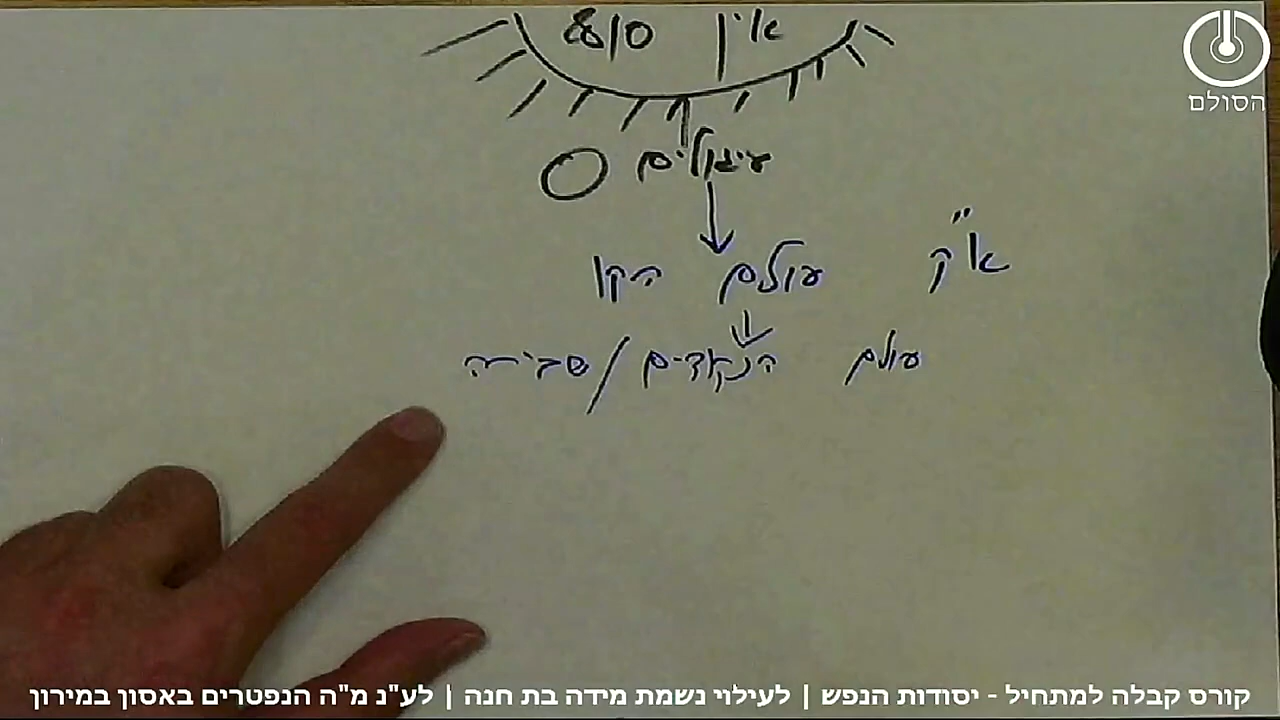 אין סוף
הסולם
עיגולים
א"ק עולם הקו
עולם הנקודים / שבירה
קורס קבלה למתחיל - יסודות הנפש | לעילוי נשמת מידה בת חנה | לע"נ מ"ה הנפטרים באסון במירון